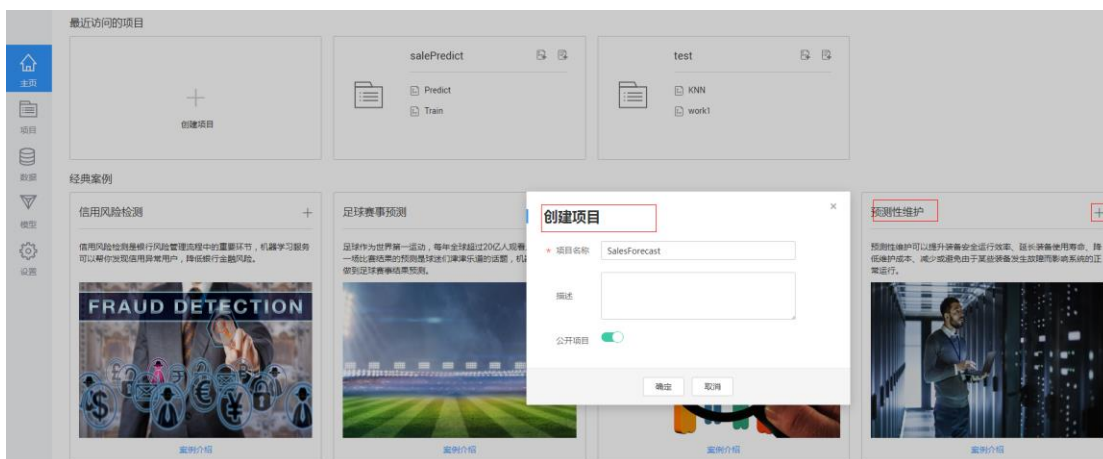 最近访问的项目
主页
项目
数据
模型
设置
创建项目
salePredict
Predict
Train
test
KNN
work1
经典案例
信用风险检测
信用风险检测是银行风险管理流程中的重要环节，机器学习服务
可以帮你发现信用异常用户，降低银行金融风险。
FRAUD DETECTION
案例介绍
足球赛事预测
足球作为世界第一运动，每年全球超过20亿人观看
一场比赛结果的预测是球迷们津津乐道的话题，机
做到足球赛事结果预测。
案例介绍
创建项目
* 项目名称
SalesForecast
描述
公开项目
确定
取消
案例介绍
预测性维护
预测性维护可以提升装备安全运行效率、延长装备使用寿命、降
低维护成本、减少或避免由于某些装备发生故障而影响系统的正
常运行。
案例介绍